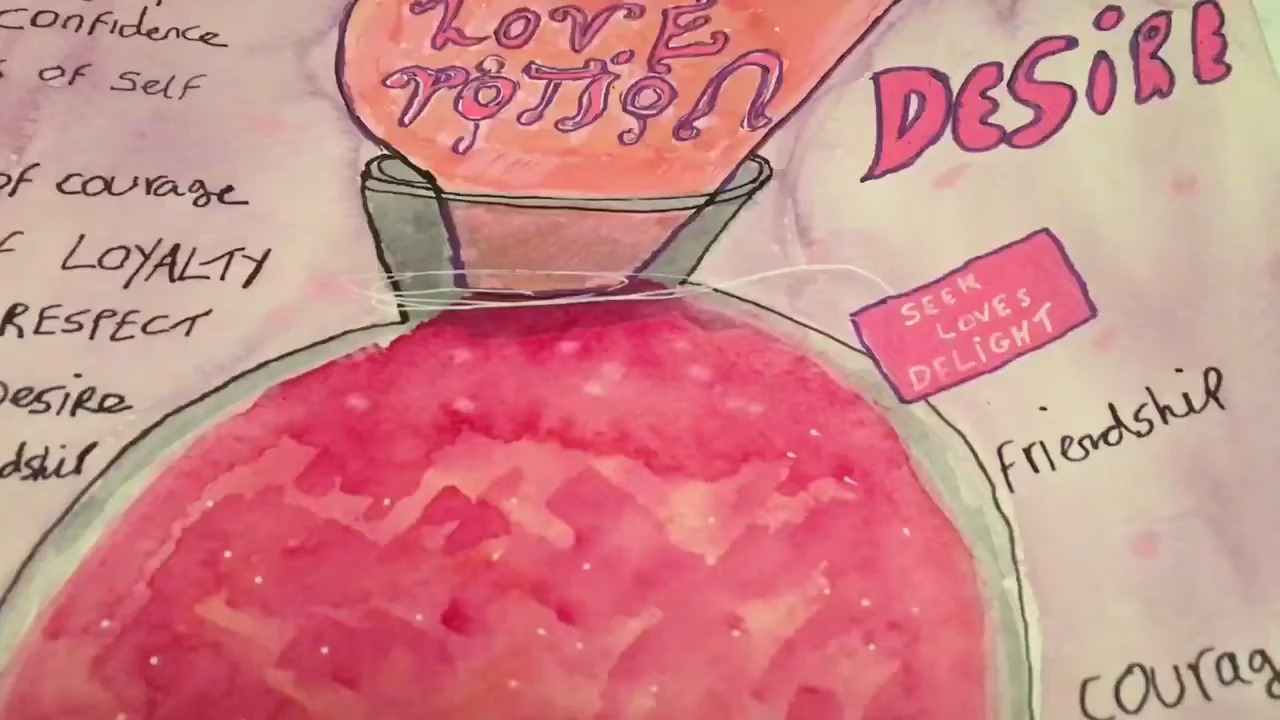 confidence
OF SELF
OF COURAGE
LOYALTY
RESPECT
DESIRE
LOVE
POTION
DESiRE
SEEK
LOVES
DELiGHT
Friendship
courag